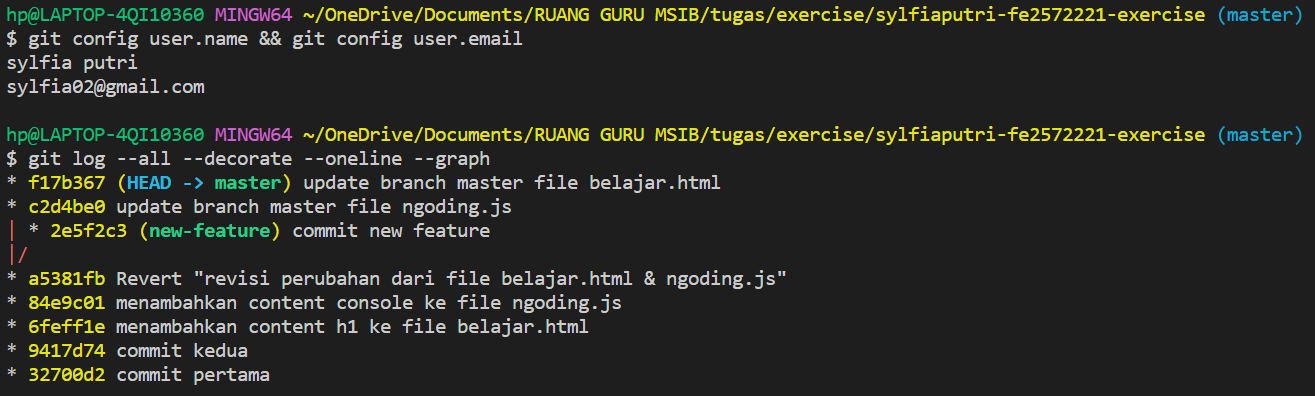 hp@LAPTOP-4QI10360 MINGW64 ~/OneDrive/Documents/RUANG GURU MSIB/tugas/exercise/sylfiaputri-fe2572221-exercise (master)
$ git config user.name && git config user.email
sylfia putri
sylfia02@gmail.com
hp@LAPTOP-4QI10360 MINGW64 ~/OneDrive/Documents/RUANG GURU MSIB/tugas/exercise/sylfiaputri-fe2572221-exercise (master)
$ git log --all --decorate --oneline --graph
* f17b367 (HEAD -> master) update branch master file belajar.html
* c2d4be0 update branch master file ngoding.js
| * 2e5f2c3 (new-feature) commit new feature
|/
* a5381fb Revert "revisi perubahan dari file belajar.html & ngoding.js"
* 84e9c01 menambahkan content console ke file ngoding.js
* 6feff1e menambahkan content h1 ke file belajar.html
* 9417d74 commit kedua
* 32700d2 commit pertama